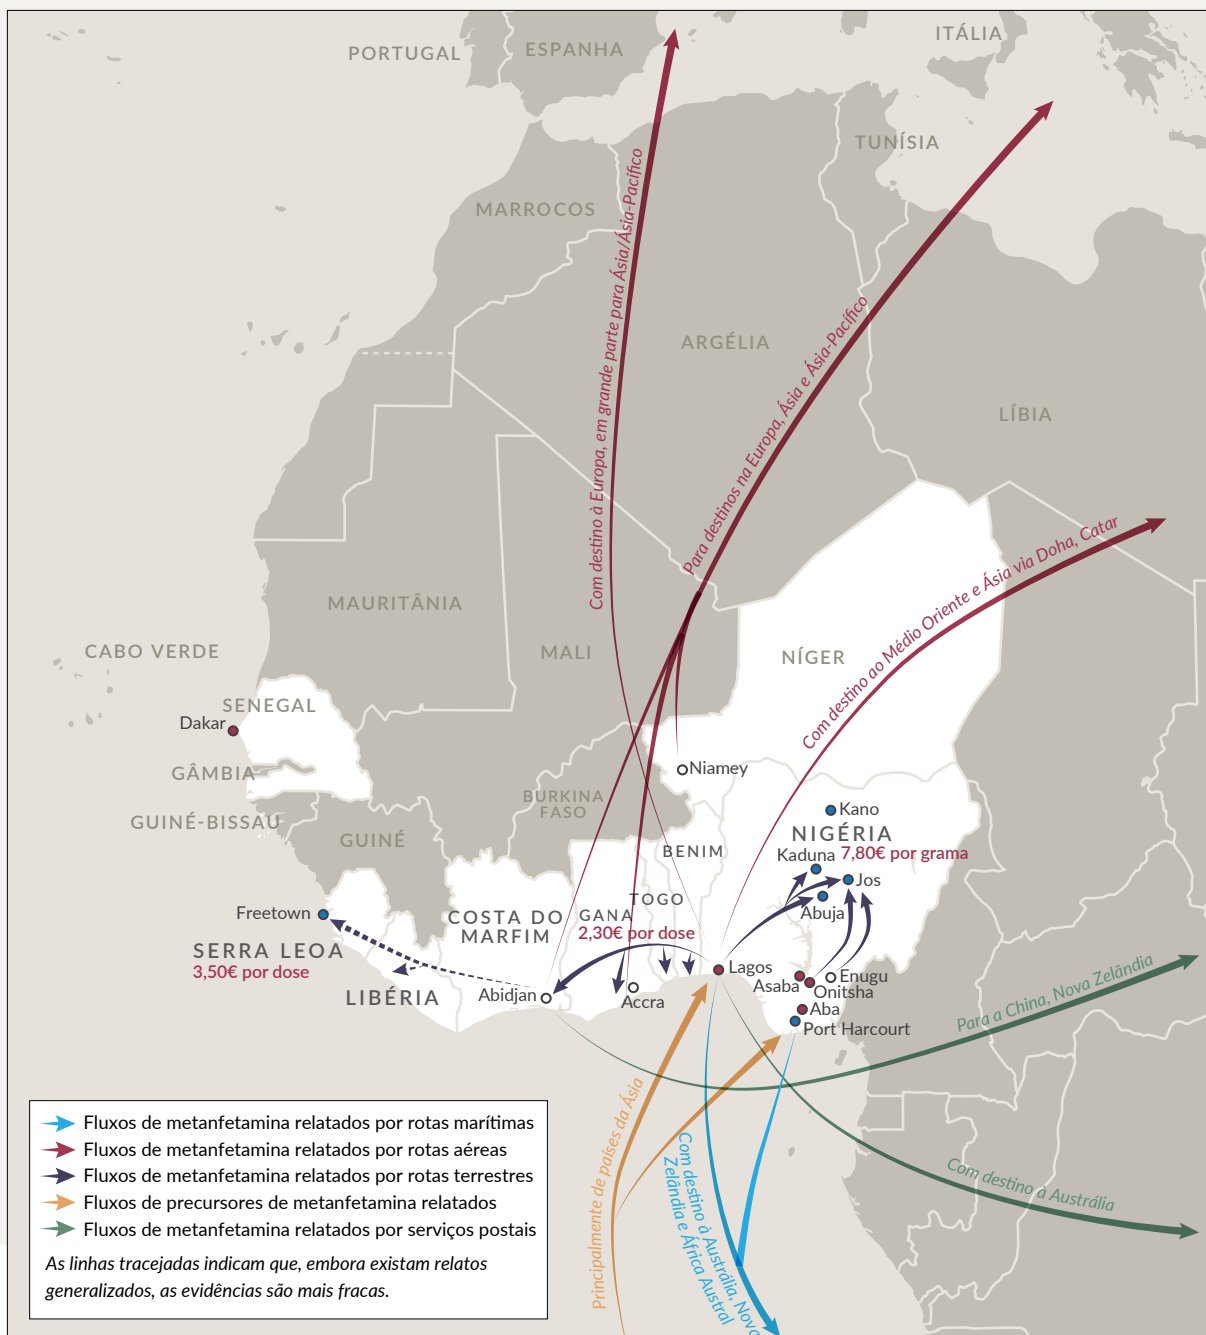 PORTUGAL
ESPANHA
ITÁLIA
TUNÍSIA
MARROCOS
ARGÉLIA
LÍBIA
Com destino à Europa, em grande parte para Ásia/Ásia-Pacífico
Para destinos na Europa, Ásia e Ásia-Pacífico
Com destino ao Médio Oriente e Ásia via Doha, Catar
MAURITÂNIA
CABO VERDE
MALI
NÍGER
SENEGAL
Dakar
GÂMBIA
Niamey
GUINÉ-BISSAU
BURKINA
FASO
GUINÉ
Kano
NIGÉRIA
7,80€ por grama
BENIM
Kaduna
Jos
TOGO
Abuja
Freetown
COSTA DO
MARFIM
GANA
2,30€ por dose
SERRA LEOA
3,50€ por dose
LIBÉRIA
Abidjan
Accra
Lagos
Asaba
Enugu
Onitsha
Aba
Port Harcourt
Para a China, Nova Zelândia
Com destino à Austrália
Principalmente de países da Ásia
Com destino à Austrália, Nova
Zelândia e África Austral
Fluxos de metanfetamina relatados por rotas marítimas
Fluxos de metanfetamina relatados por rotas aéreas
Fluxos de metanfetamina relatados por rotas terrestres
Fluxos de precursores de metanfetamina relatados
Fluxos de metanfetamina relatados por serviços postais
As linhas tracejadas indicam que, embora existam relatos
generalizados, as evidências são mais fracas.